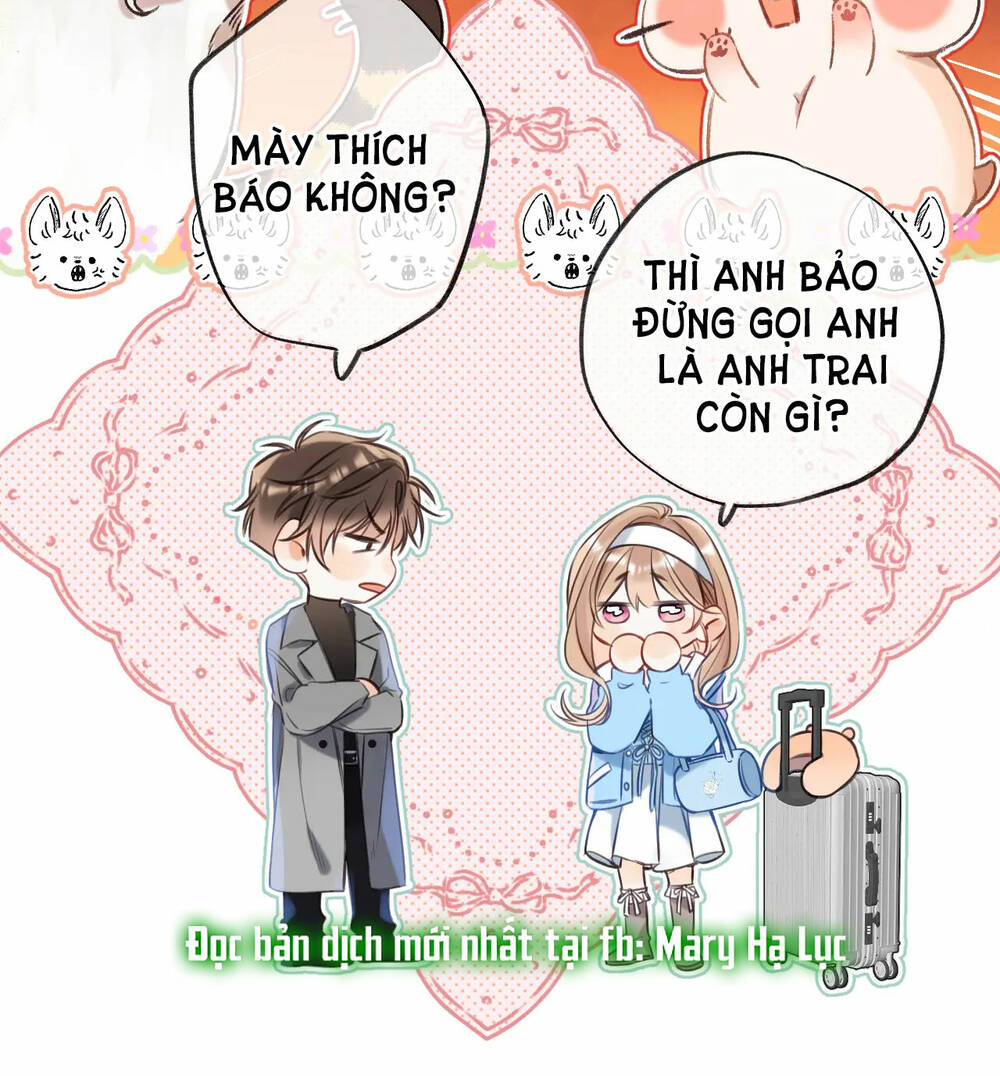 MÀY THÍCH
BÁO KHÔNG?
THÌ ANH BẢO
ĐỪNG GỌI ANH
LÀ ANH TRAI
CÒN GÌ?
Đọc bản dịch mới nhất tại fb: Mary Hạ Lục